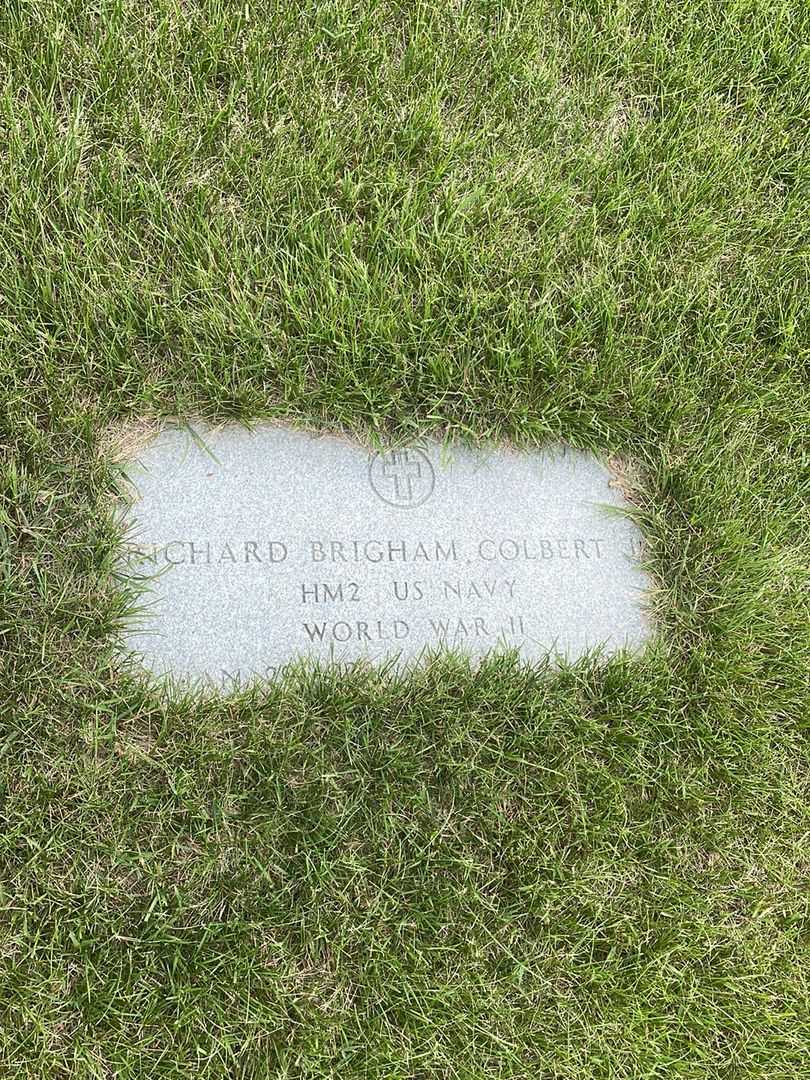 RICHARD BRIGHAM COLBERT
HM2 US NAVY
WORLD WAR II